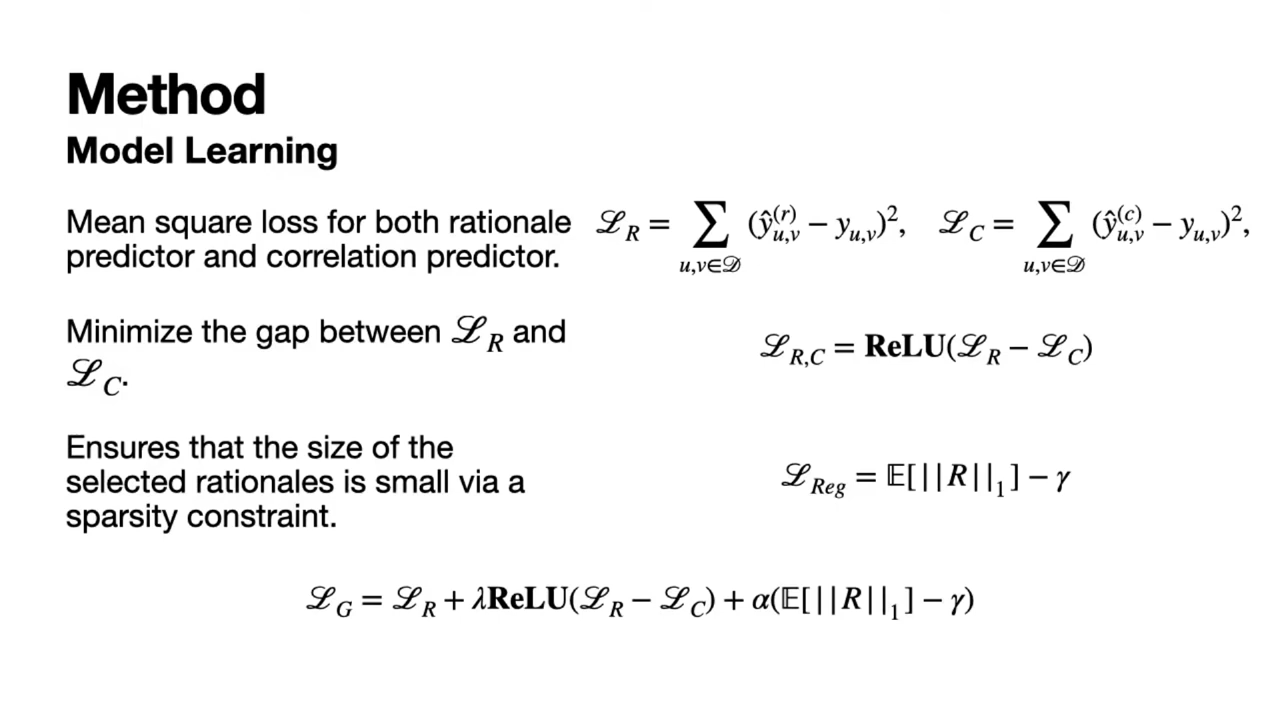 Method
Model Learning
Mean square loss for both rationale
predictor and correlation predictor.
ℒ_R = ∑_{u,v∈𝒟} (ŷ_{u,v}^{(r)} − y_{u,v})², ℒ_C = ∑_{u,v∈𝒟} (ŷ_{u,v}^{(c)} − y_{u,v})²,
Minimize the gap between ℒ_R and
ℒ_C.
ℒ_{R,C} = ReLU(ℒ_R − ℒ_C)
Ensures that the size of the
selected rationales is small via a
sparsity constraint.
ℒ_{Reg} = 𝔼[||R||_1] − γ
ℒ_G = ℒ_R + λReLU(ℒ_R − ℒ_C) + α(𝔼[||R||_1] − γ)